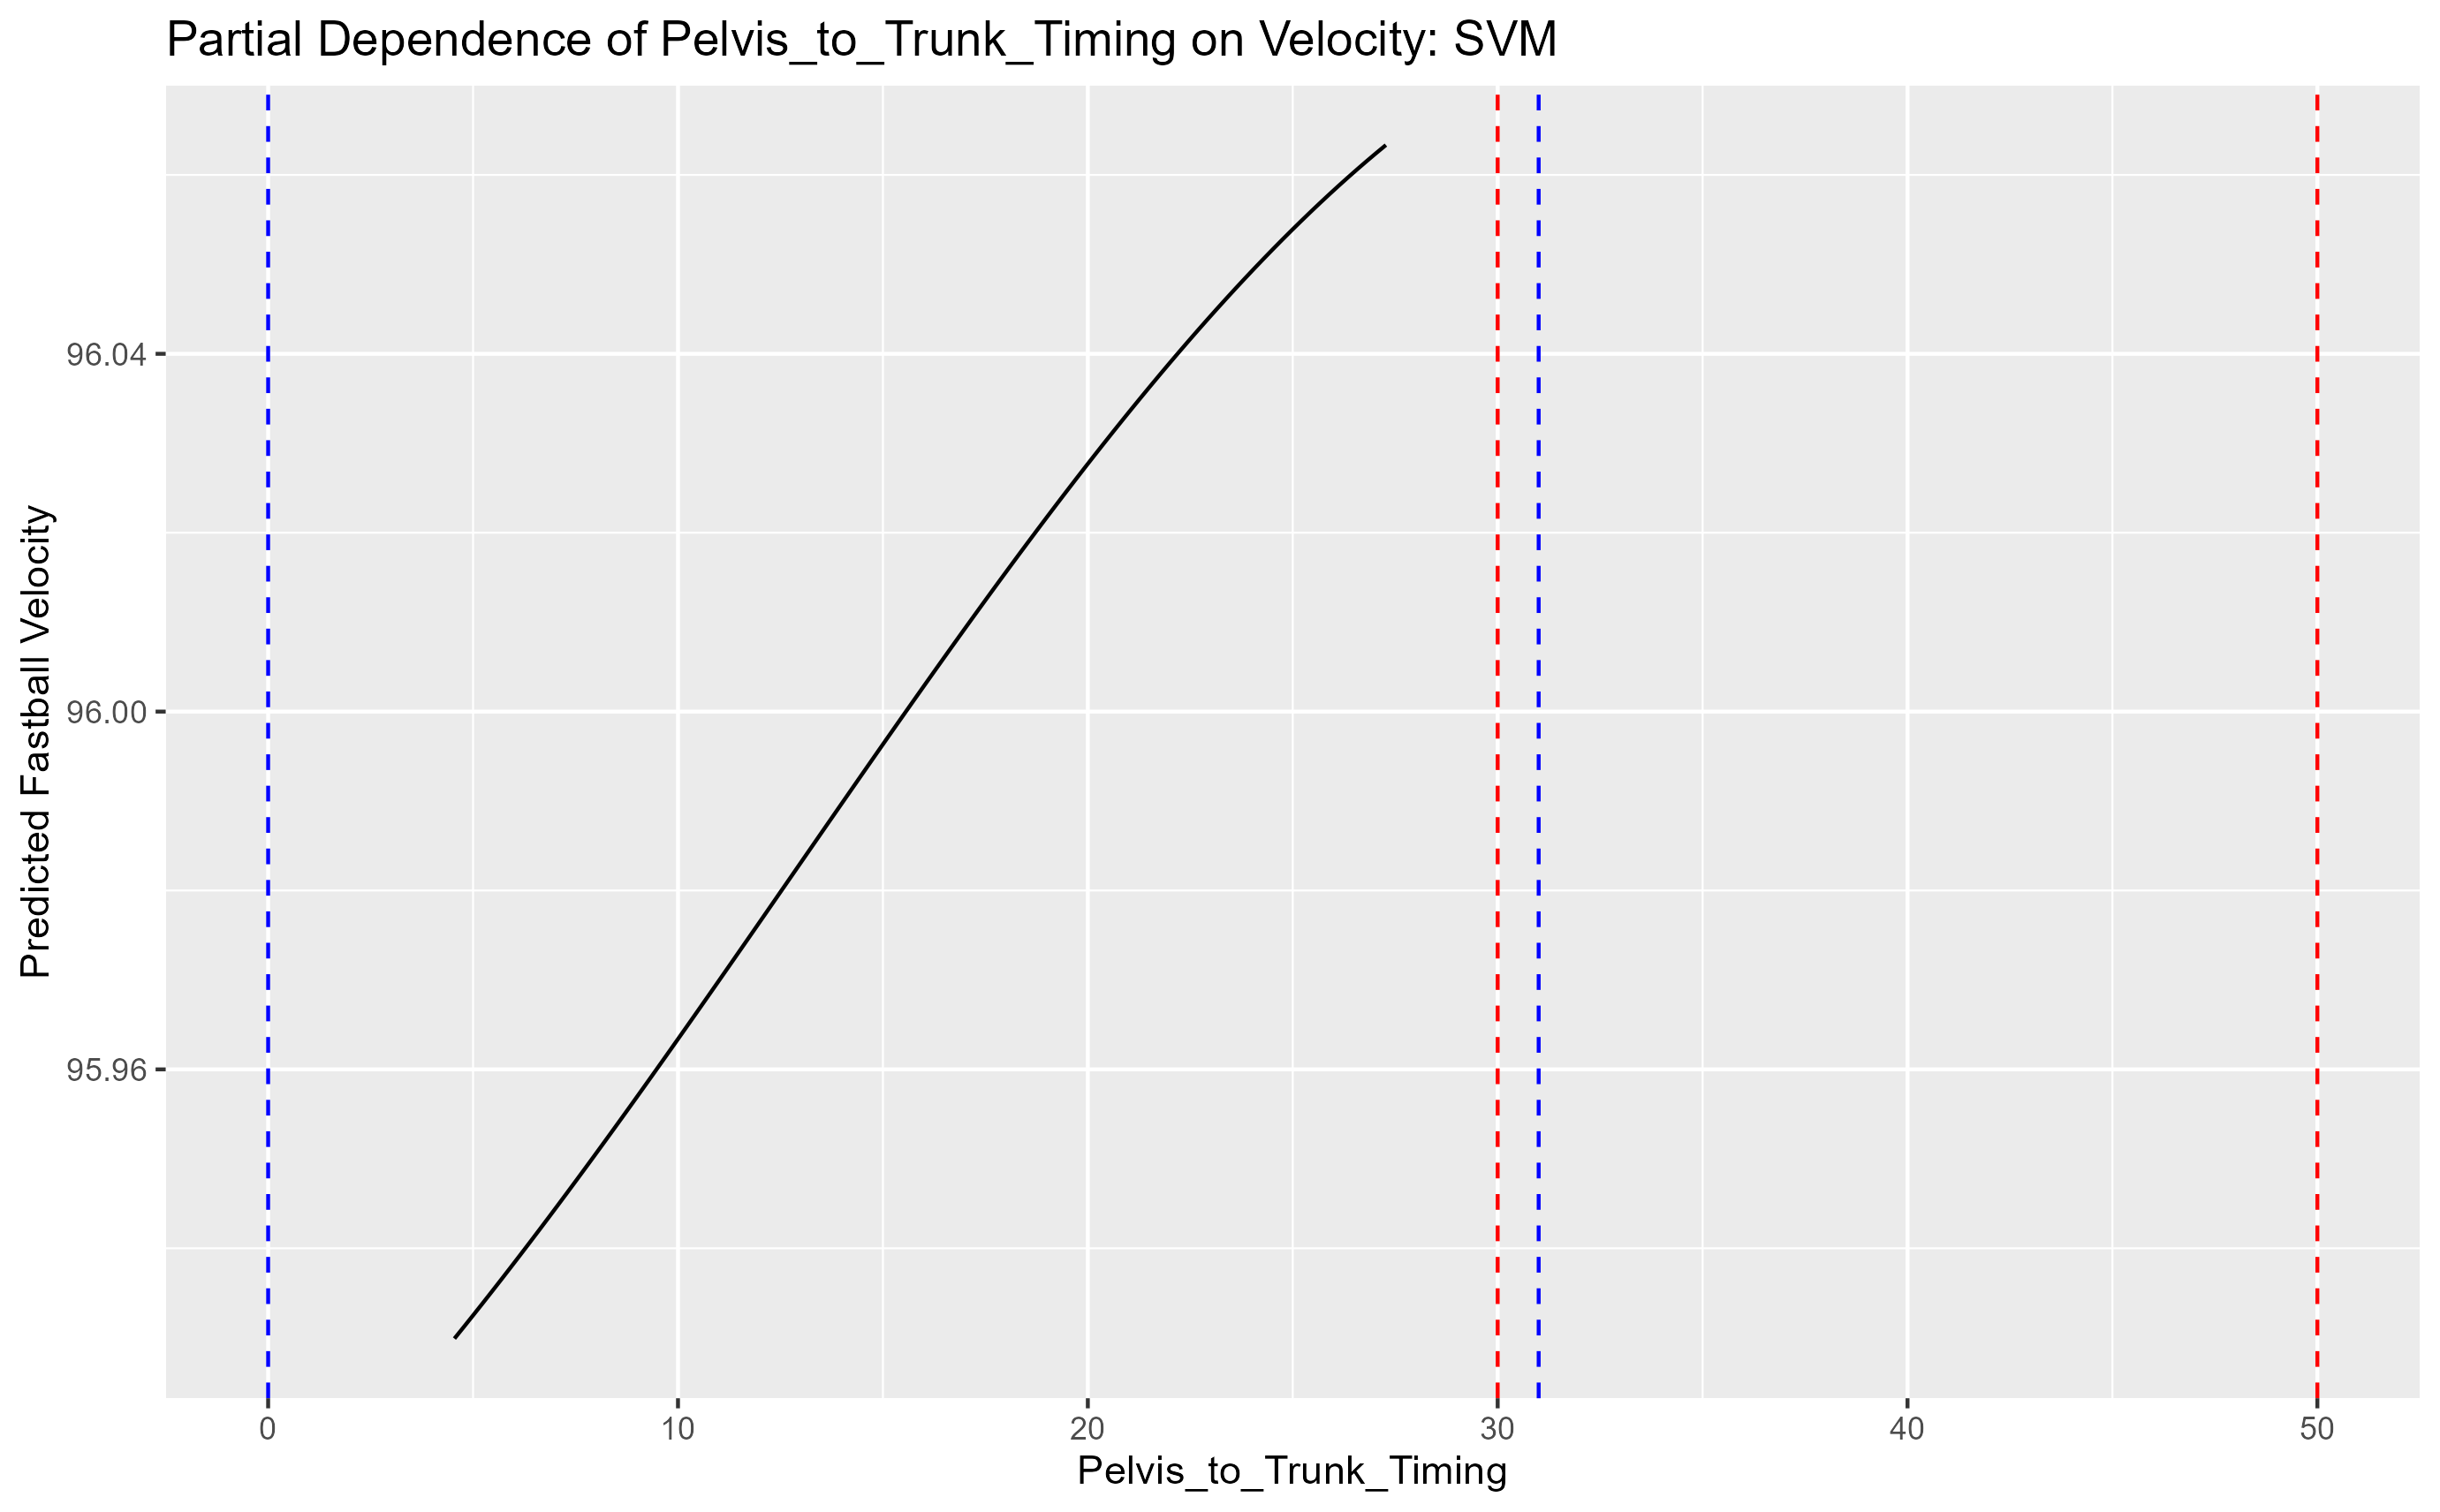 Partial Dependence of Pelvis_to_Trunk_Timing on Velocity: SVM
Predicted Fastball Velocity
96.04
96.00
95.96
0 10 20 30 40 50
Pelvis_to_Trunk_Timing